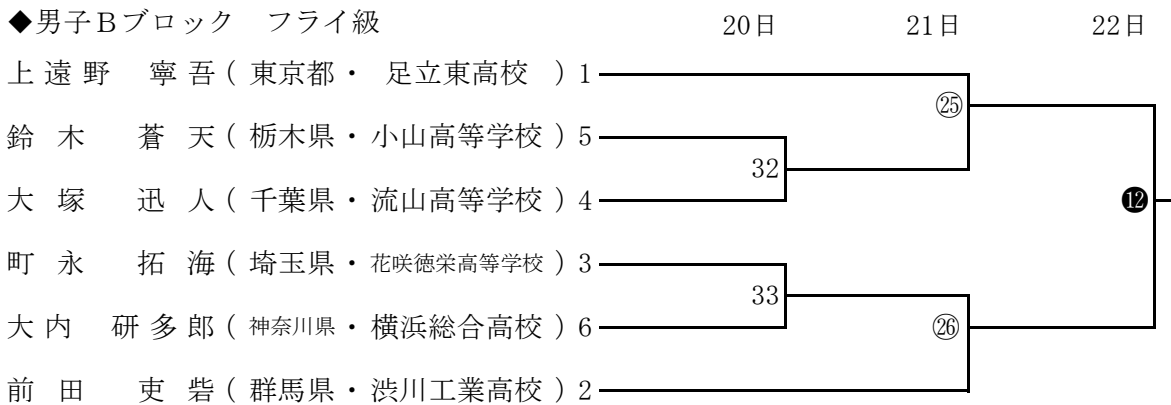 ◆男子Bブロック フライ級 20日 21日 22日
上遠野 寧吾(東京都・ 足立東高校 )1
㉕
鈴木 蒼天(栃木県・小山高等学校)5
32
大塚 迅人(千葉県・流山高等学校)4
⓬
町永 拓海(埼玉県・花咲徳栄高等学校)3
33
大内 研多郎(神奈川県・横浜総合高校)6
㉖
前田 吏砦(群馬県・渋川工業高校)2